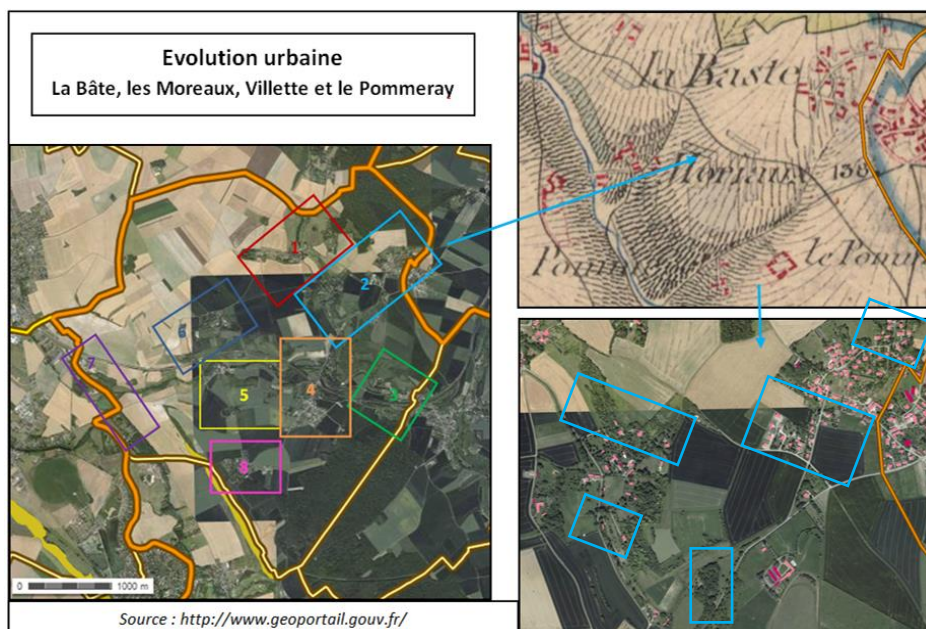 Evolution urbaine
La Bâte, les Moreaux, Villette et le Pommeray
1
2
6
7
5
4
3
8
0 1000 m
Source : http://www.geoportail.gouv.fr/
la Baste
Moriaux 138
le Pomm